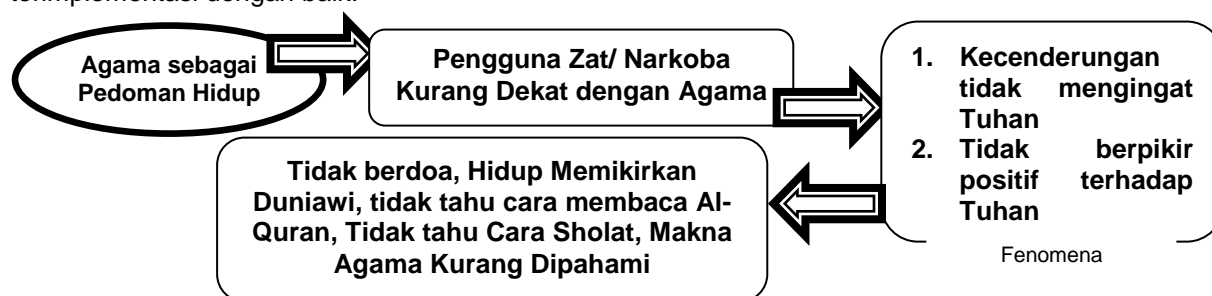 terimplementasi dengan baik.
Agama sebagai
Pedoman Hidup
Pengguna Zat/ Narkoba
Kurang Dekat dengan Agama
1. Kecenderungan
tidak mengingat
Tuhan
2. Tidak berpikir
positif terhadap
Tuhan
Fenomena
Tidak berdoa, Hidup Memikirkan
Duniawi, tidak tahu cara membaca Al-
Quran, Tidak tahu Cara Sholat, Makna
Agama Kurang Dipahami